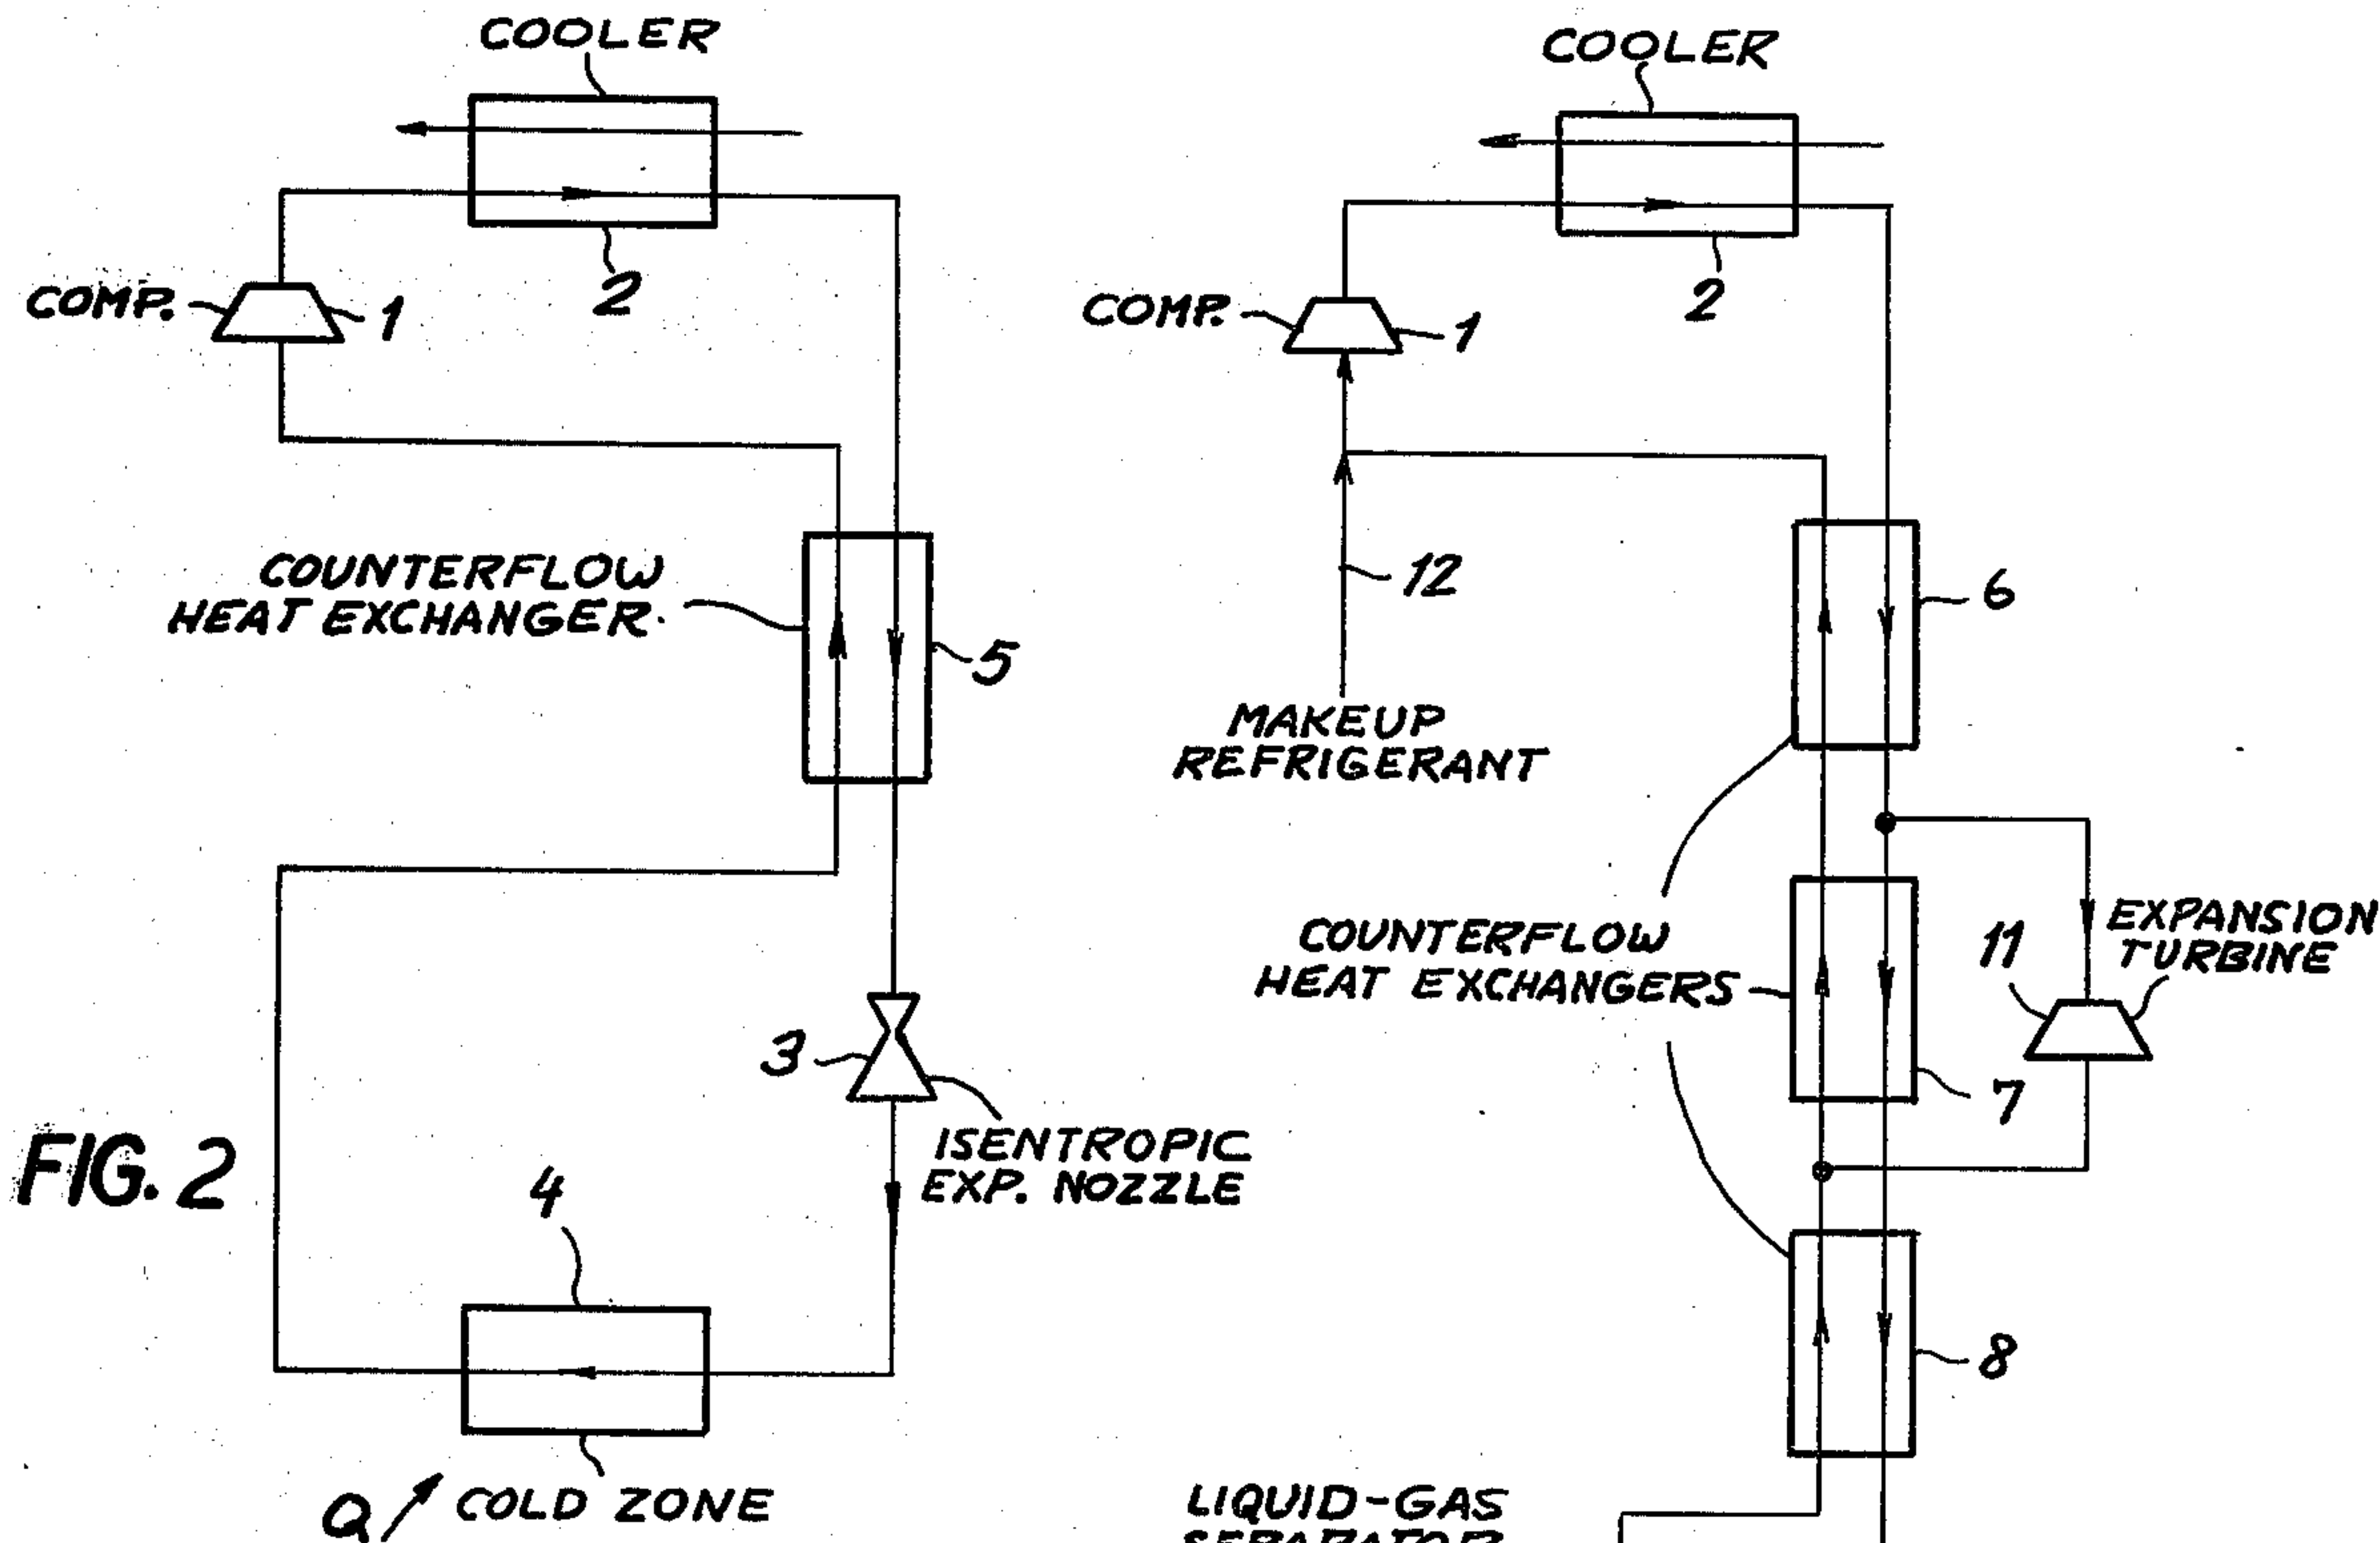 COOLER
2
COMP.
1
COUNTERFLOW
HEAT EXCHANGER.
5
3
ISENTROPIC
EXP. NOZZLE
FIG. 2
4
Q
COLD ZONE
COOLER
2
COMP.
1
12
6
MAKEUP
REFRIGERANT
COUNTERFLOW
HEAT EXCHANGERS
11
EXPANSION
TURBINE
7
8
LIQUID-GAS
SEPARATOR